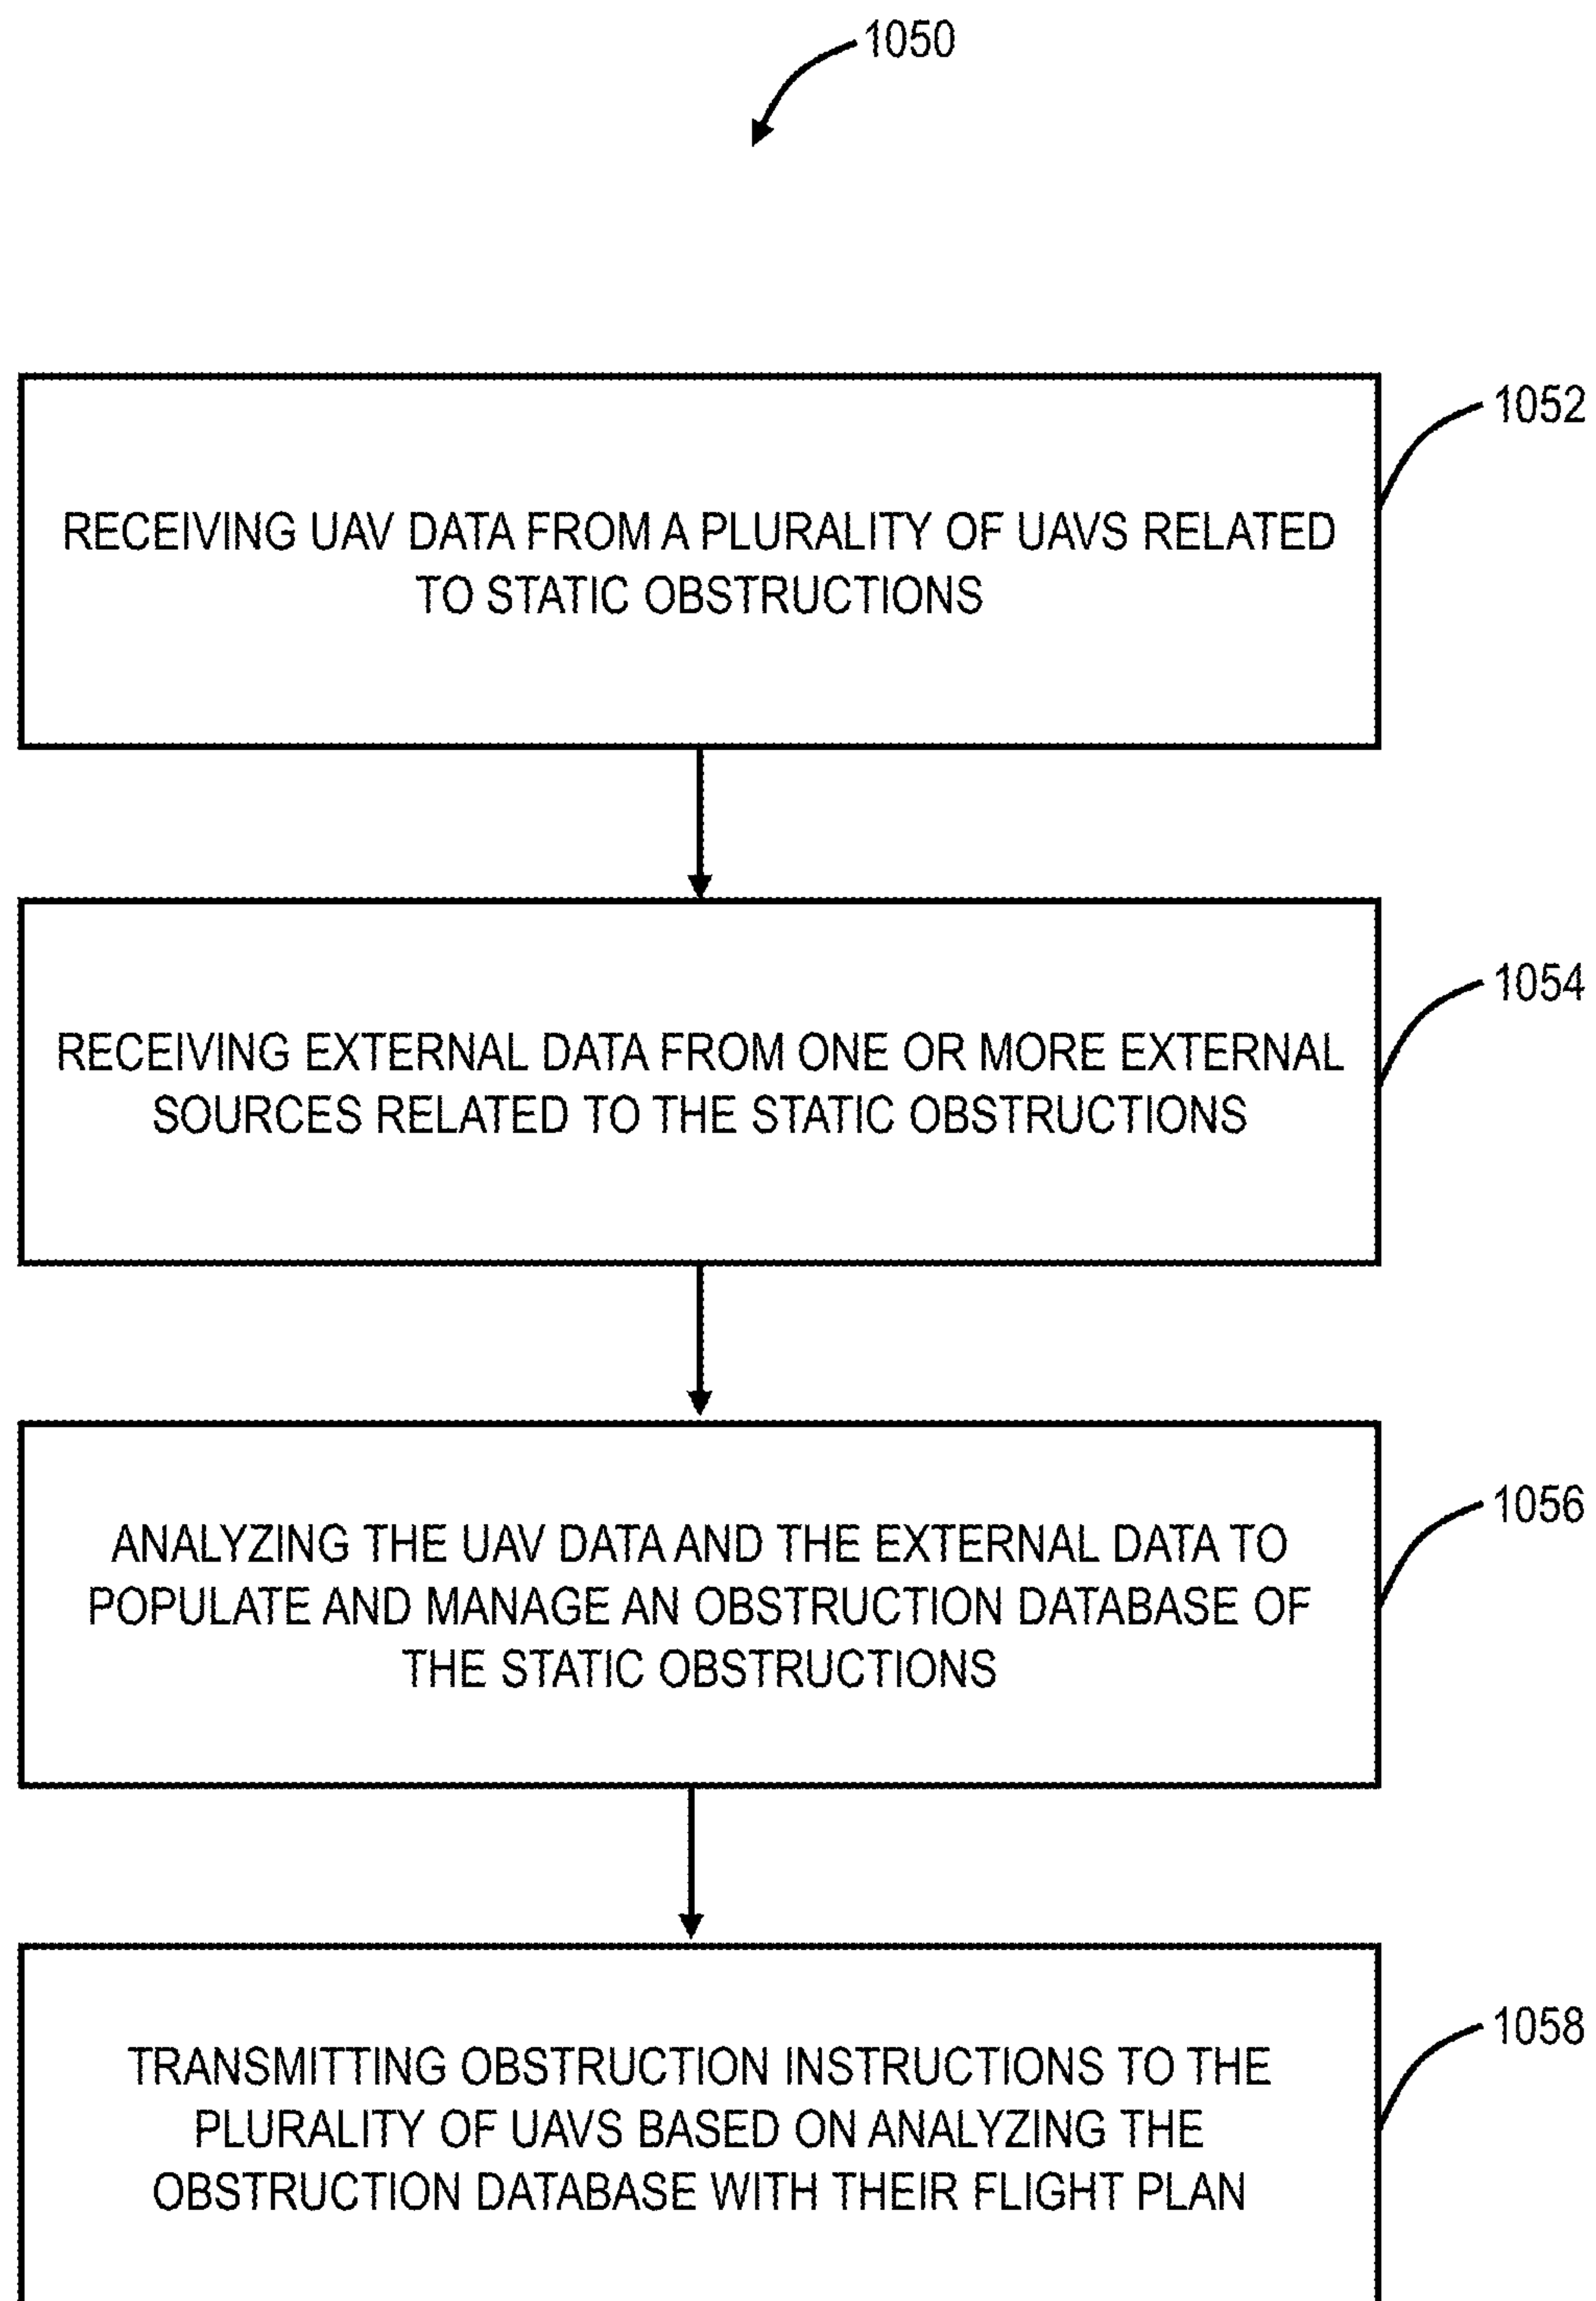 1050
1052
RECEIVING UAV DATA FROM A PLURALITY OF UAVS RELATED
TO STATIC OBSTRUCTIONS
1054
RECEIVING EXTERNAL DATA FROM ONE OR MORE EXTERNAL
SOURCES RELATED TO THE STATIC OBSTRUCTIONS
1056
ANALYZING THE UAV DATA AND THE EXTERNAL DATA TO
POPULATE AND MANAGE AN OBSTRUCTION DATABASE OF
THE STATIC OBSTRUCTIONS
1058
TRANSMITTING OBSTRUCTION INSTRUCTIONS TO THE
PLURALITY OF UAVS BASED ON ANALYZING THE
OBSTRUCTION DATABASE WITH THEIR FLIGHT PLAN